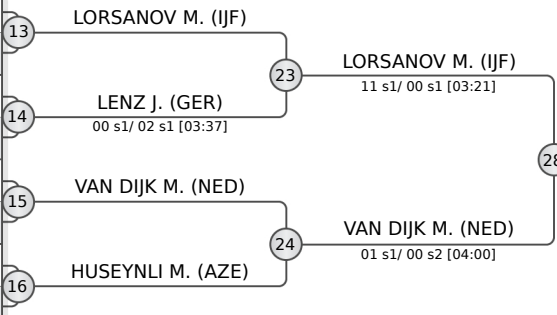 LORSANOV M. (IJF)
13
23
LORSANOV M. (IJF)
11 s1/ 00 s1 [03:21]
LENZ J. (GER)
14
00 s1/ 02 s1 [03:37]
28
VAN DIJK M. (NED)
15
24
VAN DIJK M. (NED)
01 s1/ 00 s2 [04:00]
HUSEYNLI M. (AZE)
16